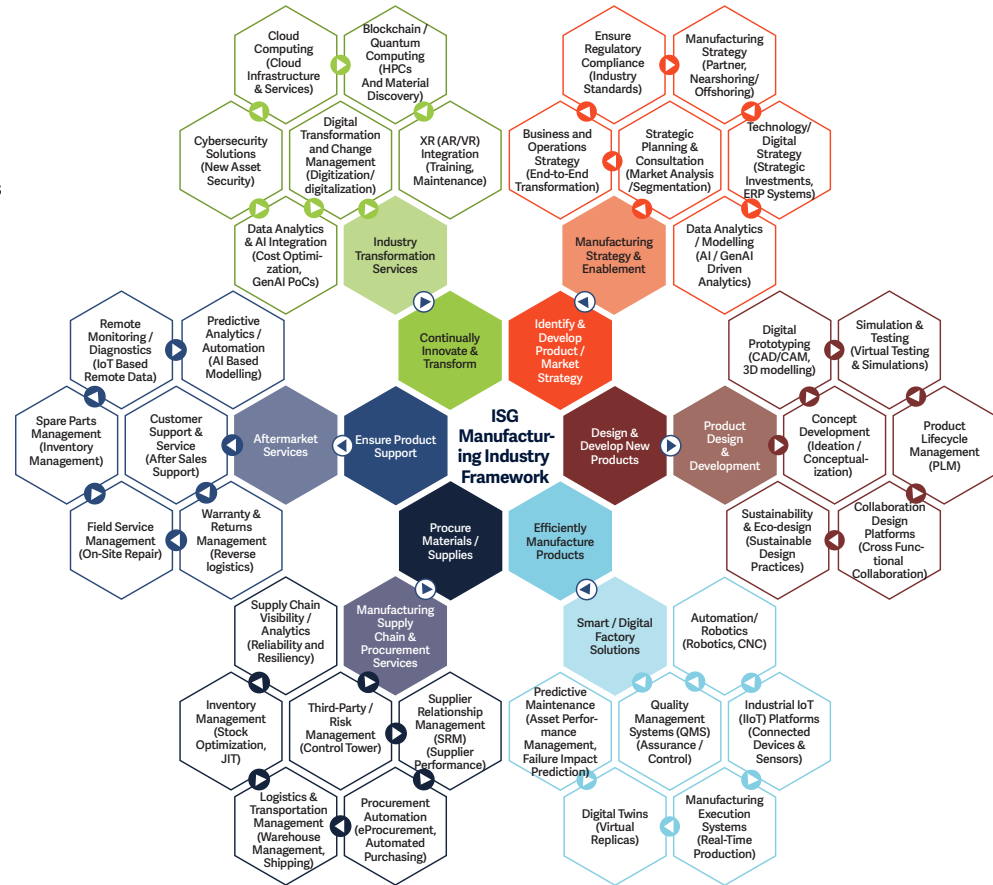 Cloud
Computing
(Cloud
Infrastructure
& Services)
Blockchain /
Quantum
Computing
(HPCs
And Material
Discovery)
Cybersecurity
Solutions
(New Asset
Security)
Digital
Transformation
and Change
Management
(Digitization/
digitalization)
XR (AR/VR)
Integration
(Training,
Maintenance)
Data Analytics
& AI Integration
(Cost Optimi-
zation,
GenAI PoCs)
Industry
Transformation
Services
Continually
Innovate &
Transform
Ensure
Regulatory
Compliance
(Industry
Standards)
Manufacturing
Strategy
(Partner,
Nearshoring/
Offshoring)
Business and
Operations
Strategy
(End-to-End
Transformation)
Strategic
Planning &
Consultation
(Market Analysis
/Segmentation)
Technology/
Digital
Strategy
(Strategic
Investments,
ERP Systems)
Manufacturing
Strategy &
Enablement
Data Analytics
/ Modelling
(AI / GenAI
Driven
Analytics)
Identify &
Develop
Product /
Market
Strategy
Remote
Monitoring /
Diagnostics
(IoT Based
Remote Data)
Predictive
Analytics /
Automation
(AI Based
Modelling)
Spare Parts
Management
(Inventory
Management)
Customer
Support &
Service
(After Sales
Support)
Aftermarket
Services
Ensure Product
Support
Field Service
Management
(On-Site Repair)
Warranty &
Returns
Management
(Reverse
logistics)
ISG
Manufactur-
ing Industry
Framework
Design &
Develop New
Products
Product
Design
&
Development
Digital
Prototyping
(CAD/CAM,
3D modelling)
Simulation &
Testing
(Virtual Testing
& Simulations)
Concept
Development
(Ideation /
Conceptual-
ization)
Product
Lifecycle
Management
(PLM)
Sustainability
& Eco-design
(Sustainable
Design
Practices)
Collaboration
Design
Platforms
(Cross Func-
tional
Collaboration)
Procure
Materials /
Supplies
Efficiently
Manufacture
Products
Supply Chain
Visibility /
Analytics
(Reliability and
Resiliency)
Manufacturing
Supply
Chain &
Procurement
Services
Inventory
Management
(Stock
Optimization,
JIT)
Third-Party /
Risk
Management
(Control Tower)
Supplier
Relationship
Management
(SRM)
(Supplier
Performance)
Logistics &
Transportation
Management
(Warehouse
Management,
Shipping)
Procurement
Automation
(eProcurement,
Automated
Purchasing)
Smart / Digital
Factory
Solutions
Automation/
Robotics
(Robotics, CNC)
Predictive
Maintenance
(Asset Perfor-
mance
Management,
Failure Impact
Prediction)
Quality
Management
Systems (QMS)
(Assurance /
Control)
Industrial IoT
(IIoT) Platforms
(Connected
Devices &
Sensors)
Digital Twins
(Virtual
Replicas)
Manufacturing
Execution
Systems
(Real-Time
Production)